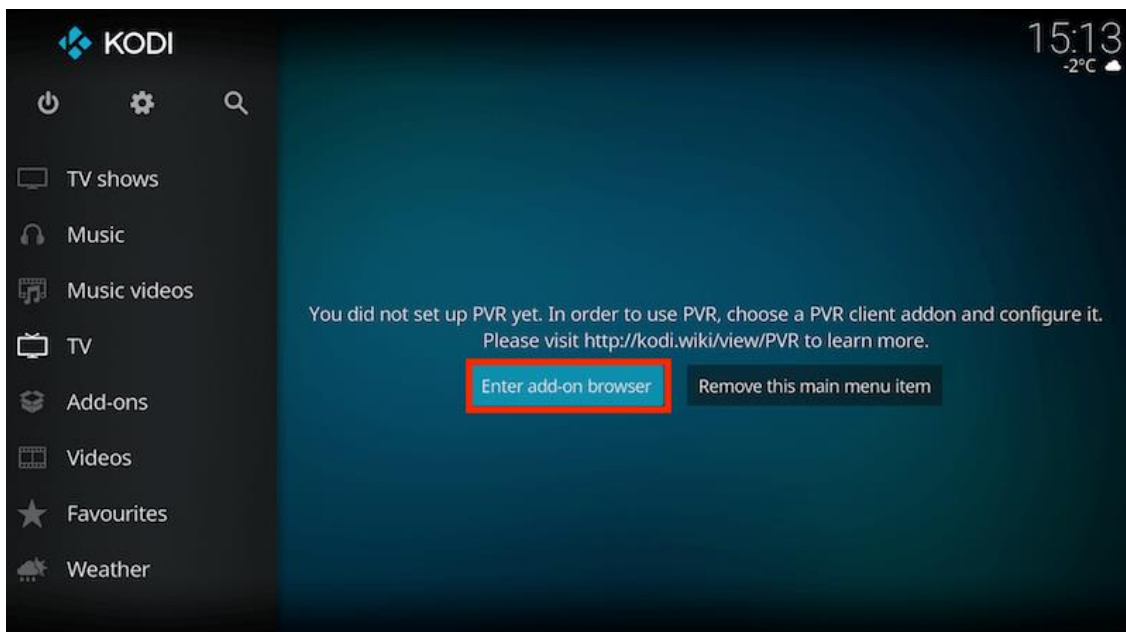 KODI
15:13
-2°C
TV shows
Music
Music videos
TV
Add-ons
Videos
Favourites
Weather
You did not set up PVR yet. In order to use PVR, choose a PVR client addon and configure it.
Please visit http://kodi.wiki/view/PVR to learn more.
Enter add-on browser
Remove this main menu item